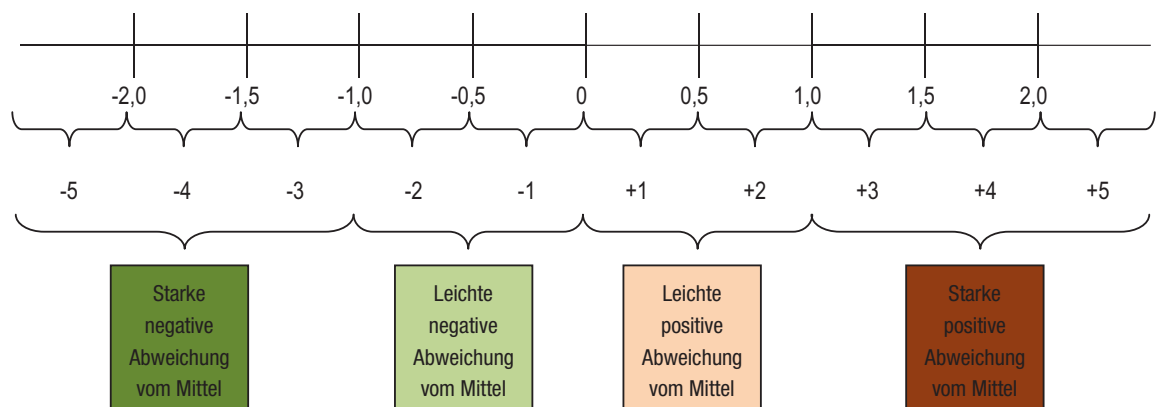 -2,0 -1,5 -1,0 -0,5 0 0,5 1,0 1,5 2,0
-5 -4 -3 -2 -1 +1 +2 +3 +4 +5
Starke
negative
Abweichung
vom Mittel
Leichte
negative
Abweichung
vom Mittel
Leichte
positive
Abweichung
vom Mittel
Starke
positive
Abweichung
vom Mittel